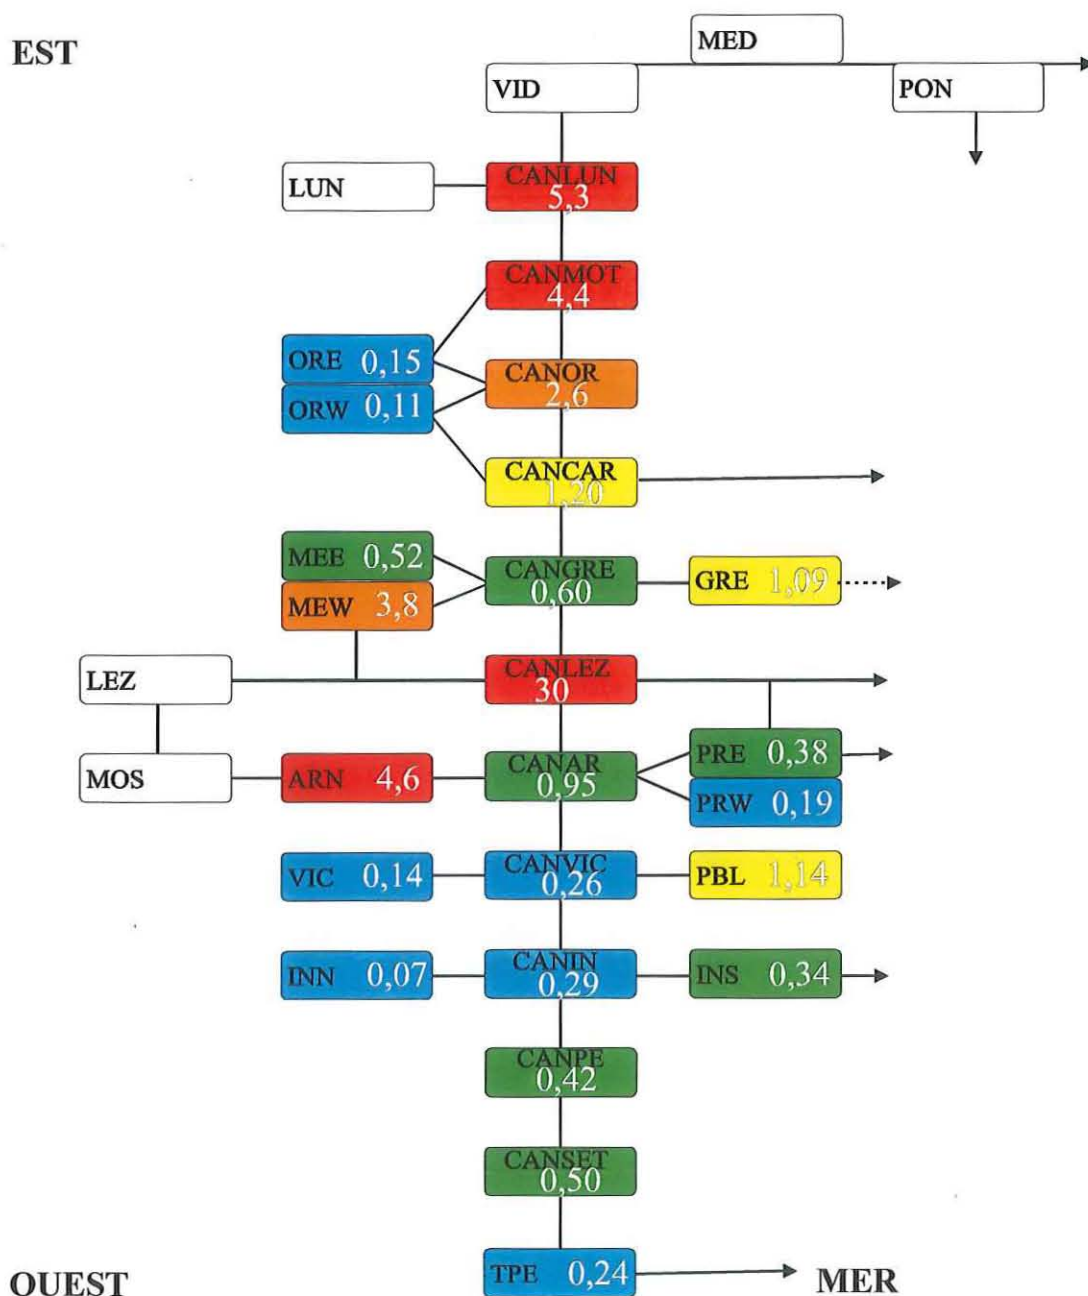 EST
MED
VID
PON
LUN
CANLUN
5,3
CANMOT
4,4
ORE 0,15
CANOR
2,6
ORW 0,11
CANCAR
1,20
MEE 0,52
CANGRE
0,60
GRE 1,09
MEW 3,8
LEZ
CANLEZ
30
MOS
ARN 4,6
CANAR
0,95
PRE 0,38
PRW 0,19
VIC 0,14
CANVIC
0,26
PBL 1,14
INN 0,07
CANIN
0,29
INS 0,34
CANPE
0,42
CANSET
0,50
TPE 0,24
OUEST
MER